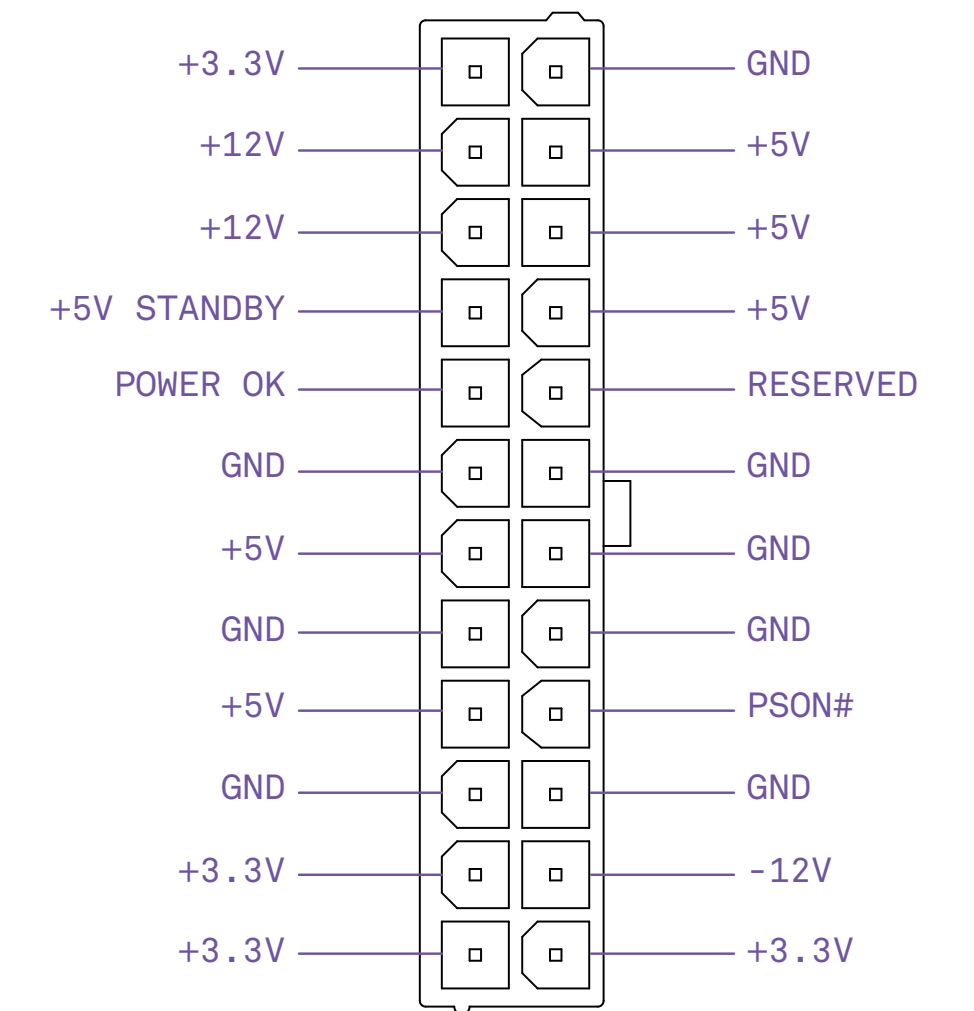 +3.3V
GND
+12V
+5V
+12V
+5V
+5V STANDBY
+5V
POWER OK
RESERVED
GND
GND
+5V
GND
GND
GND
+5V
PSON#
GND
GND
+3.3V
-12V
+3.3V
+3.3V